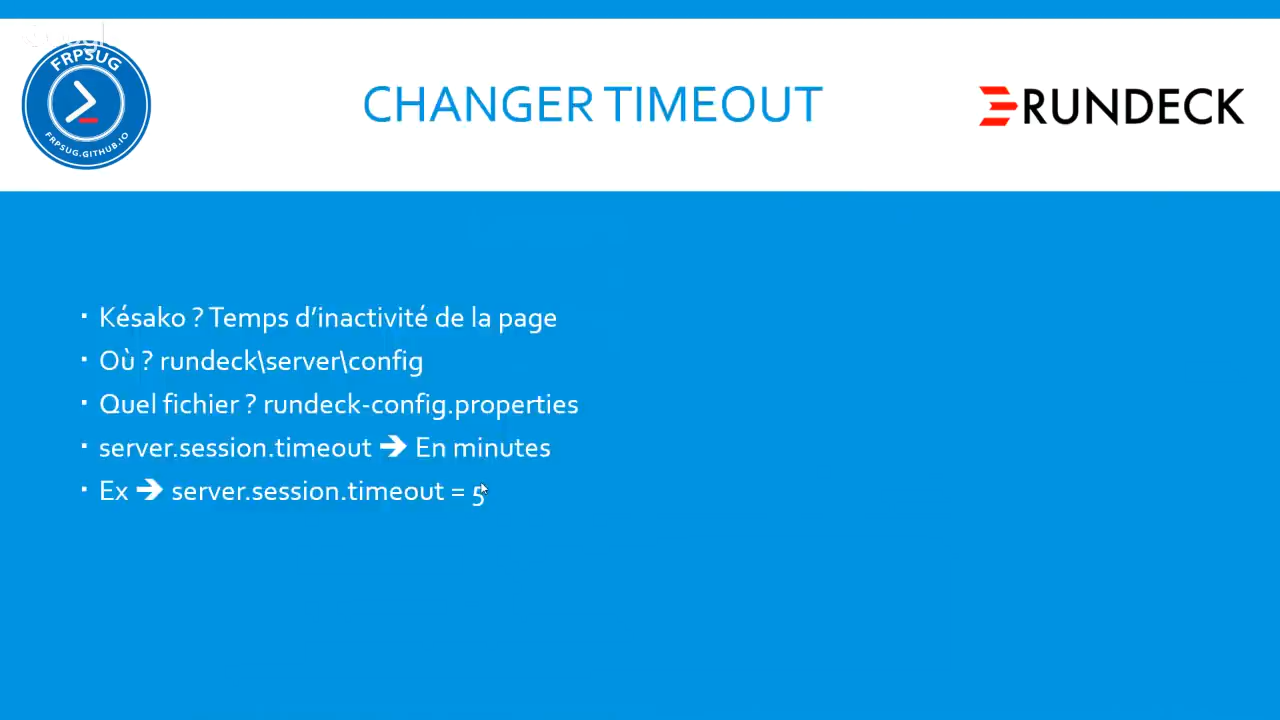 FRPSUG
FRPSUG.GITHUB.IO
CHANGER TIMEOUT
RUNDECK
▪ Késako ? Temps d’inactivité de la page
▪ Où ? rundeck\server\config
▪ Quel fichier ? rundeck-config.properties
▪ server.session.timeout ➔ En minutes
▪ Ex ➔ server.session.timeout = 5